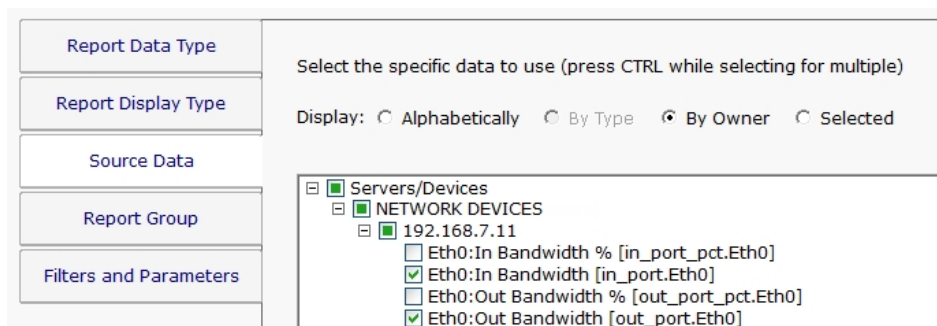 Report Data Type
Report Display Type
Source Data
Report Group
Filters and Parameters
Select the specific data to use (press CTRL while selecting for multiple)
Display: Alphabetically By Type By Owner Selected
Servers/Devices
NETWORK DEVICES
192.168.7.11
Eth0:In Bandwidth % [in_port_pct.Eth0]
Eth0:In Bandwidth [in_port.Eth0]
Eth0:Out Bandwidth % [out_port_pct.Eth0]
Eth0:Out Bandwidth [out_port.Eth0]